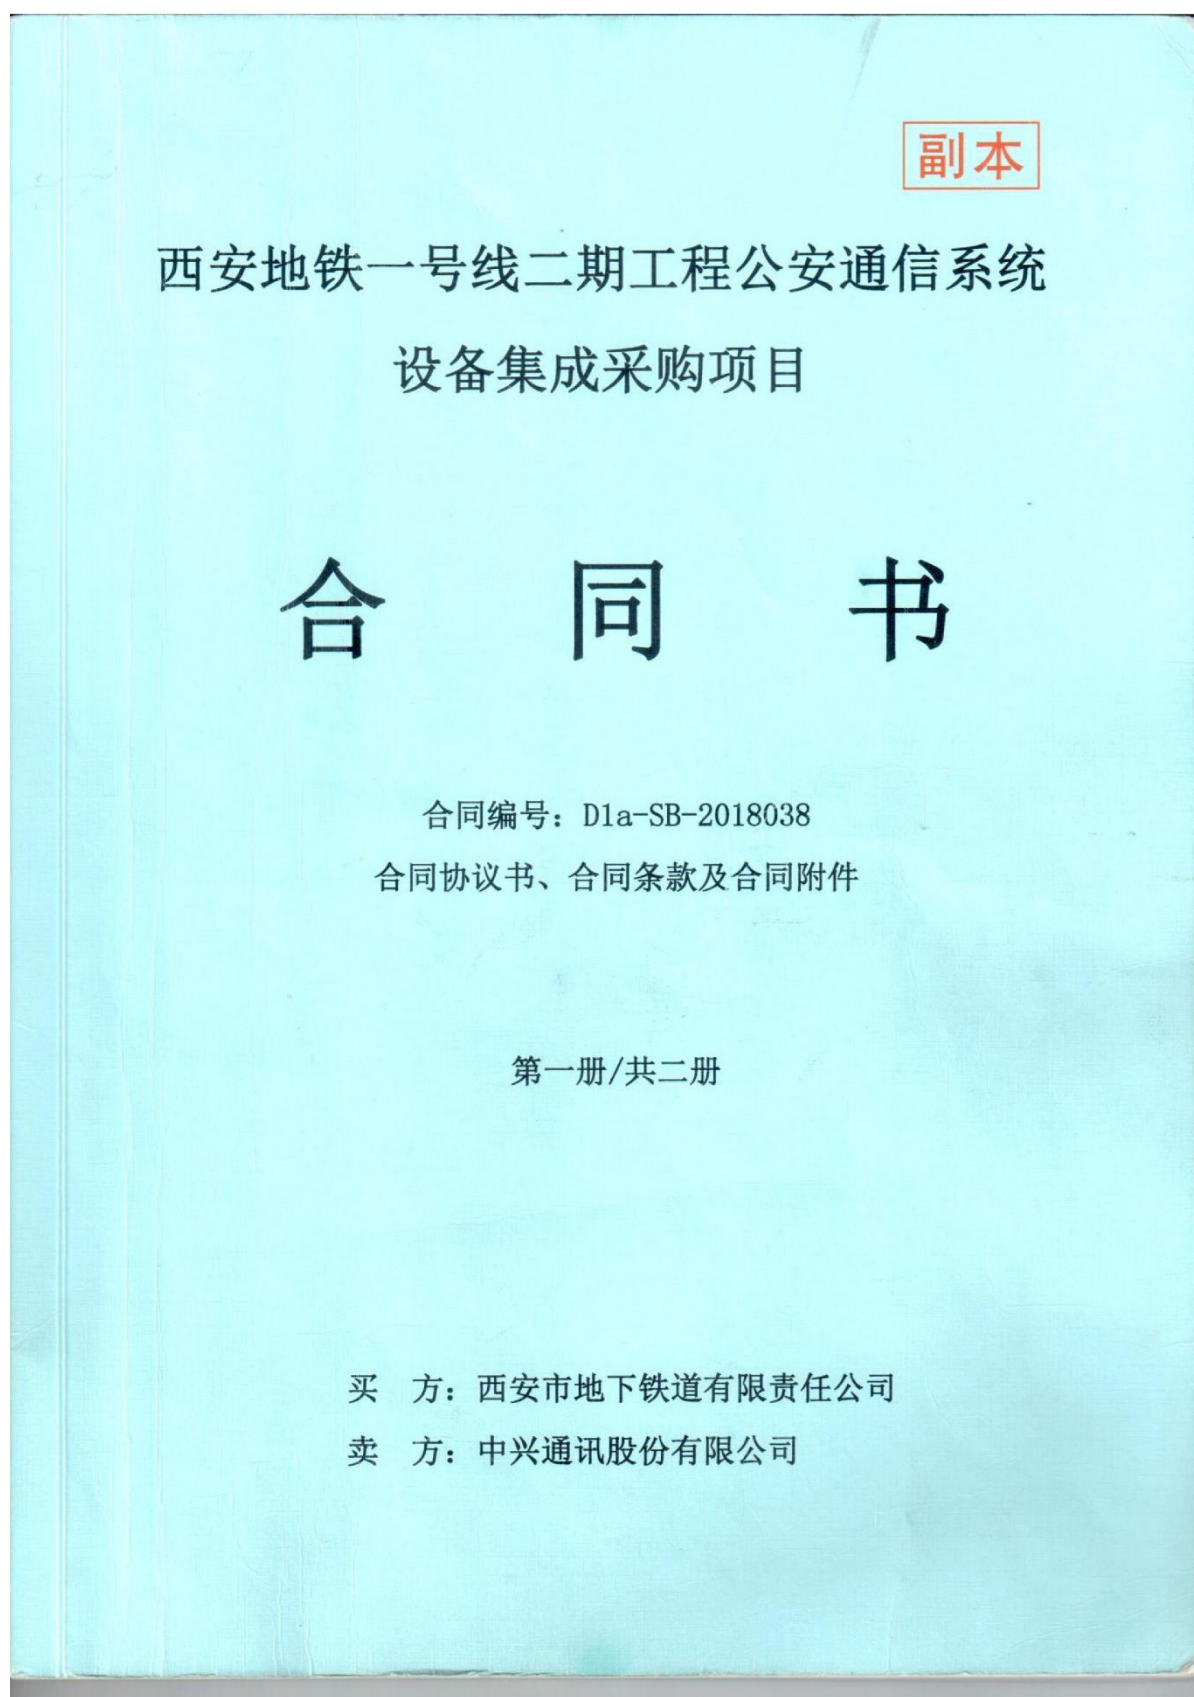 副本
西安地铁一号线二期工程公安通信系统
设备集成采购项目
合 同 书
合同编号：D1a-SB-2018038
合同协议书、合同条款及合同附件
第一册/共二册
买 方：西安市地下铁道有限责任公司
卖 方：中兴通讯股份有限公司